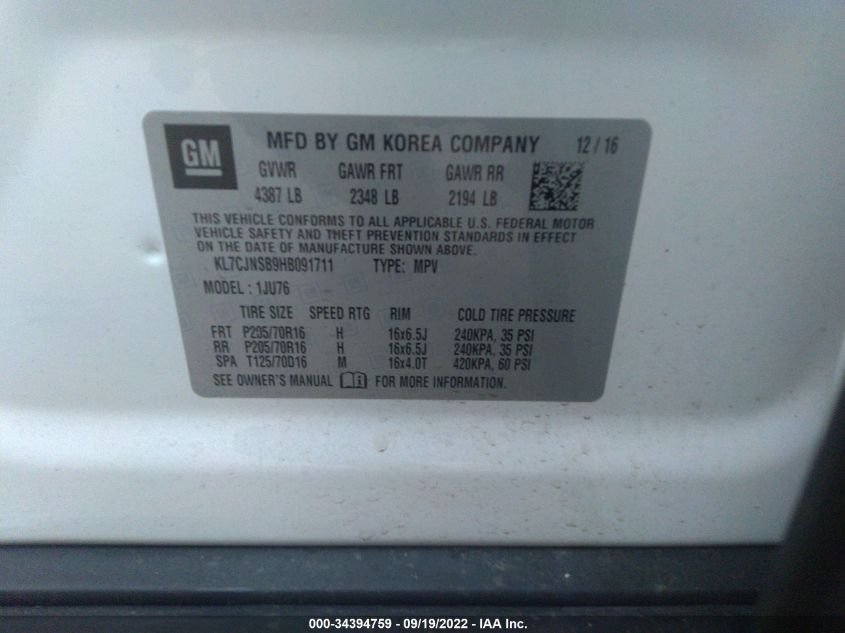 GM MFD BY GM KOREA COMPANY 12 / 16
GVWR GAWR FRT GAWR RR
4387 LB 2348 LB 2194 LB
THIS VEHICLE CONFORMS TO ALL APPLICABLE U.S. FEDERAL MOTOR
VEHICLE SAFETY AND THEFT PREVENTION STANDARDS IN EFFECT
ON THE DATE OF MANUFACTURE SHOWN ABOVE.
KL7CJNSB9HB091711 TYPE: MPV
MODEL : 1JU76
TIRE SIZE SPEED RTG RIM COLD TIRE PRESSURE
FRT P205/70R16 H 16x6.5J 240KPA, 35 PSI
RR P205/70R16 H 16x6.5J 240KPA, 35 PSI
SPA T125/70D16 M 16x4.0T 420KPA, 60 PSI
SEE OWNER'S MANUAL FOR MORE INFORMATION.
000-34394759 - 09/19/2022 - IAA Inc.